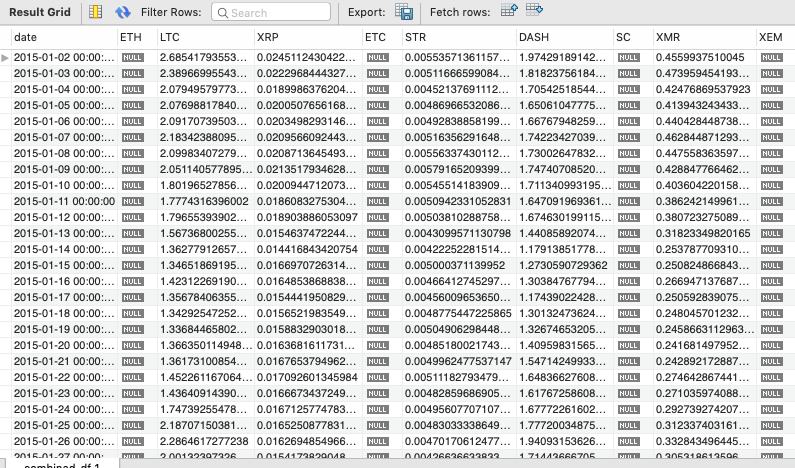 Result Grid Filter Rows: Search Export: Fetch rows:
date ETH LTC XRP ETC STR DASH SC XMR XEM
2015-01-02 00:00:... NULL 2.68541793553... 0.0245112430422... NULL 0.00553571361157... 1.97429189142... NULL 0.4559937510045 NULL
2015-01-03 00:00:... NULL 2.38966995543... 0.0222968444327... NULL 0.00511666599084... 1.81823756184... NULL 0.473959454193... NULL
2015-01-04 00:00:... NULL 2.07949579773... 0.0189986376204... NULL 0.00452137691112... 1.70542518544... NULL 0.42476869537923 NULL
2015-01-05 00:00:... NULL 2.07698817840... 0.0200507656168... NULL 0.00486966532086... 1.65061047775... NULL 0.413943243433... NULL
2015-01-06 00:00:... NULL 2.09170739503... 0.0203498293146... NULL 0.00492838858199... 1.66767948259... NULL 0.440428448738... NULL
2015-01-07 00:00:... NULL 2.18342388095... 0.0209566092443... NULL 0.00516356291648... 1.74223427039... NULL 0.462844871293... NULL
2015-01-08 00:00:... NULL 2.09983407279... 0.0208713645493... NULL 0.00556337430112... 1.73002647832... NULL 0.447558363597... NULL
2015-01-09 00:00:... NULL 2.051140577895... 0.0213517934628... NULL 0.00579165209399... 1.74740708520... NULL 0.428847766462... NULL
2015-01-10 00:00:... NULL 1.80196527856... 0.0200944712073... NULL 0.00545514183909... 1.711340993195... NULL 0.403604220158... NULL
2015-01-11 00:00:00 NULL 1.7774316396002 0.0186083275304... NULL 0.0050942331052831 1.647091969361... NULL 0.386242149961... NULL
2015-01-12 00:00:... NULL 1.79655393902... 0.018903886053097 NULL 0.00503810288758... 1.674630199115... NULL 0.380723275089... NULL
2015-01-13 00:00:... NULL 1.56736800255... 0.0154637472244... NULL 0.0043099571130798 1.44085892074... NULL 0.31823349820165 NULL
2015-01-14 00:00:... NULL 1.36277912657... 0.014416843420754 NULL 0.00422252281514... 1.17913851778... NULL 0.253787709310... NULL
2015-01-15 00:00:... NULL 1.34651869195... 0.0166970726314... NULL 0.005000371139952 1.2730590729362 NULL 0.250824866843... NULL
2015-01-16 00:00:... NULL 1.42312269190... 0.0164853868838... NULL 0.00466412745297... 1.30384767794... NULL 0.266947137687... NULL
2015-01-17 00:00:... NULL 1.35678406355... 0.0154441950829... NULL 0.00456009653650... 1.17439022428... NULL 0.250592839075... NULL
2015-01-18 00:00:... NULL 1.34292547252... 0.0156521983549... NULL 0.0048775447225865 1.30132473624... NULL 0.248045701232... NULL
2015-01-19 00:00:... NULL 1.33684465802... 0.0158832903018... NULL 0.00504906298448... 1.32674653205... NULL 0.2458663112963... NULL
2015-01-20 00:00:... NULL 1.366350114948... 0.0163681611731... NULL 0.00485180021743... 1.40959831565... NULL 0.241681497952... NULL
2015-01-21 00:00:... NULL 1.36173100854... 0.0167653794962... NULL 0.0049962477537147 1.54714249933... NULL 0.242892172887... NULL
2015-01-22 00:00:... NULL 1.452261167064... 0.017092601345984 NULL 0.00511182793479... 1.64836627608... NULL 0.274642867441... NULL
2015-01-23 00:00:... NULL 1.43640914390... 0.0166673437249... NULL 0.00482859686905... 1.61767258608... NULL 0.271035974088... NULL
2015-01-24 00:00:... NULL 1.74739255478... 0.0167125774783... NULL 0.00495607707107... 1.67772261602... NULL 0.292739274207... NULL
2015-01-25 00:00:... NULL 2.18707150381... 0.0165250877831... NULL 0.00483033338649... 1.77720034875... NULL 0.312337403161... NULL
2015-01-26 00:00:... NULL 2.2864617277238 0.0162694854966... NULL 0.00470170612477... 1.94093153626... NULL 0.332843496445... NULL